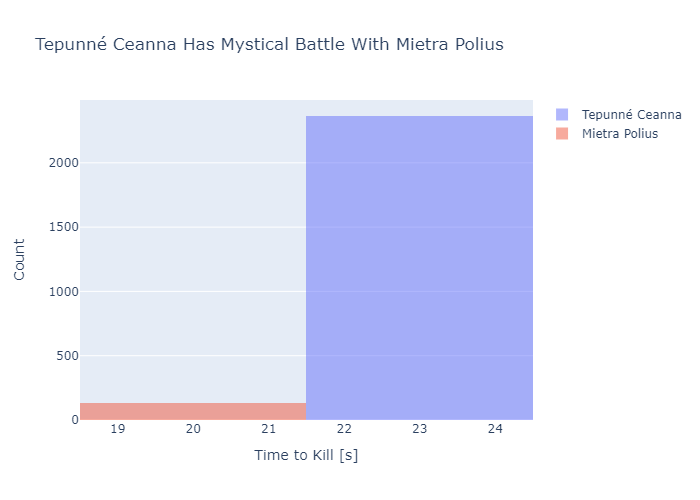 Tepunné Ceanna Has Mystical Battle With Mietra Polius
Tepunné Ceanna
Mietra Polius
Count
2000
1500
1000
500
0
19 20 21 22 23 24
Time to Kill [s]